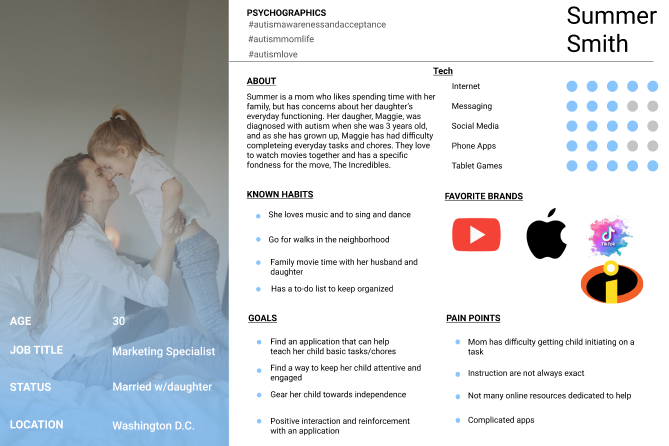 PSYCHOGRAPHICS
#autismawarenessandacceptance
#autismmomlife
#autismlove
Summer
Smith
ABOUT
Summer is a mom who likes spending time with her
family, but has concerns about her daughter's
everyday functioning. Her daugher, Maggie, was
diagnosed with autism when she was 3 years old,
and as she has grown up, Maggie has had difficulty
completeing everyday tasks and chores. They love
to watch movies together and has a specific
fondness for the move, The Incredibles.
Tech
Internet
Messaging
Social Media
Phone Apps
Tablet Games
KNOWN HABITS
She loves music and to sing and dance
Go for walks in the neighborhood
Family movie time with her husband and
daughter
Has a to-do list to keep organized
FAVORITE BRANDS
TikTok
GOALS
Find an application that can help
teach her child basic tasks/chores
Find a way to keep her child attentive and
engaged
Gear her child towards independence
Positive interaction and reinforcement
with an application
PAIN POINTS
Mom has difficulty getting child initiating on a
task
Instruction are not always exact
Not many online resources dedicated to help
Complicated apps
AGE 30
JOB TITLE Marketing Specialist
STATUS Married w/daughter
LOCATION Washington D.C.